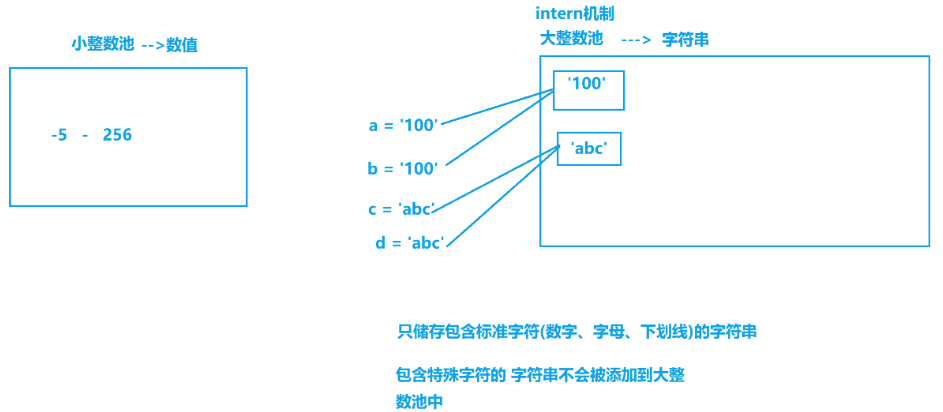 小整数池 -->数值
-5 - 256
intern机制
大整数池 ---> 字符串
'100'
'abc'
a = '100'
b = '100'
c = 'abc'
d = 'abc'
只储存包含标准字符(数字、字母、下划线)的字符串
包含特殊字符的 字符串不会被添加到大整
数池中